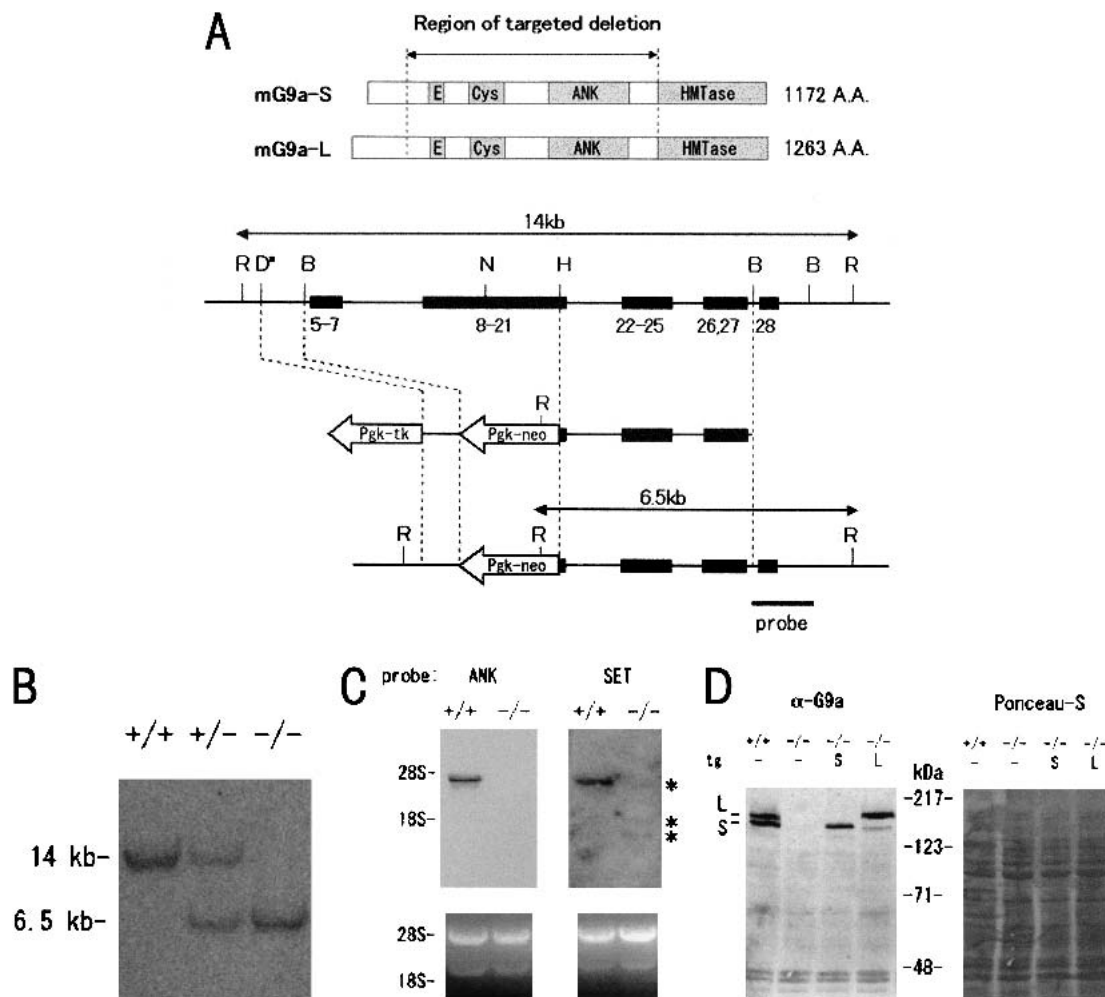 A
Region of targeted deletion
mG9a-S E Cys ANK HMTase 1172 A.A.
mG9a-L E Cys ANK HMTase 1263 A.A.
14kb
R D* B N H B B R
5-7 8-21 22-25 26,27 28
R
Pgk-tk Pgk-neo
6.5kb
R R R
Pgk-neo
probe
B
+/+ +/- -/-
14 kb-
6.5 kb-
C
probe: ANK SET
+/+ -/- +/+ -/-
28S- *
18S- *
*
28S-
18S-
D
α-G9a Ponceau-S
+/+ -/- -/- -/- +/+ -/- -/- -/-
tg - - S L kDa - - S L
L -217-
S
-123-
-71-
-48-